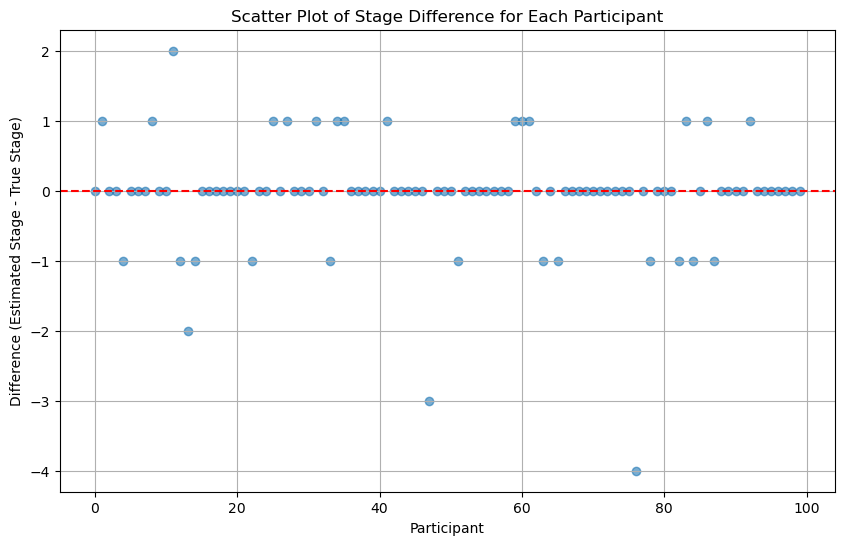 Scatter Plot of Stage Difference for Each Participant
Difference (Estimated Stage - True Stage)
2
1
0
−1
−2
−3
−4
0 20 40 60 80 100
Participant